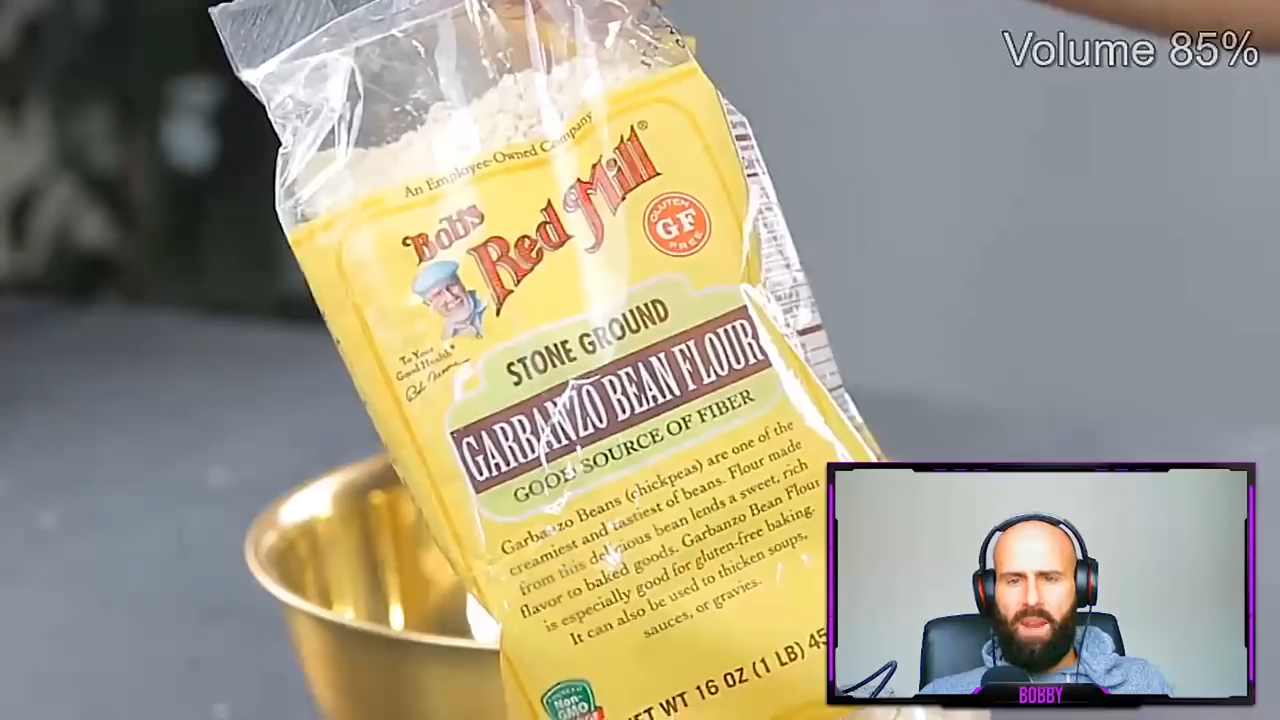 Volume 85%
An Employee-Owned Company
Bob's
Red Mill®
GLUTEN
GF
FREE
To Your
Good Health
STONE GROUND
GARBANZO BEAN FLOUR
GOOD SOURCE OF FIBER
Garbanzo Beans (chickpeas) are one of the
creamiest and tastiest of beans. Flour made
from this delicious bean lends a sweet, rich
flavor to baked goods. Garbanzo Bean Flour
is especially good for gluten-free baking.
It can also be used to thicken soups,
sauces, or gravies.
NET WT 16 OZ (1 LB) 45
Non-
GMO
BOBBY